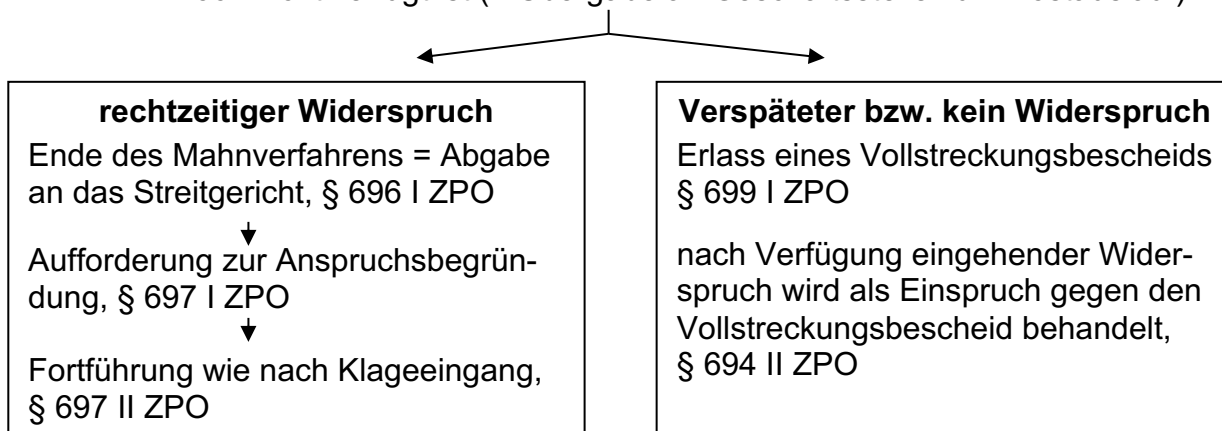 rechtzeitiger Widerspruch
Ende des Mahnverfahrens = Abgabe
an das Streitgericht, § 696 I ZPO
Aufforderung zur Anspruchsbegrün-
dung, § 697 I ZPO
Fortführung wie nach Klageeingang,
§ 697 II ZPO
Verspäteter bzw. kein Widerspruch
Erlass eines Vollstreckungsbescheids
§ 699 I ZPO
nach Verfügung eingehender Wider-
spruch wird als Einspruch gegen den
Vollstreckungsbescheid behandelt,
§ 694 II ZPO